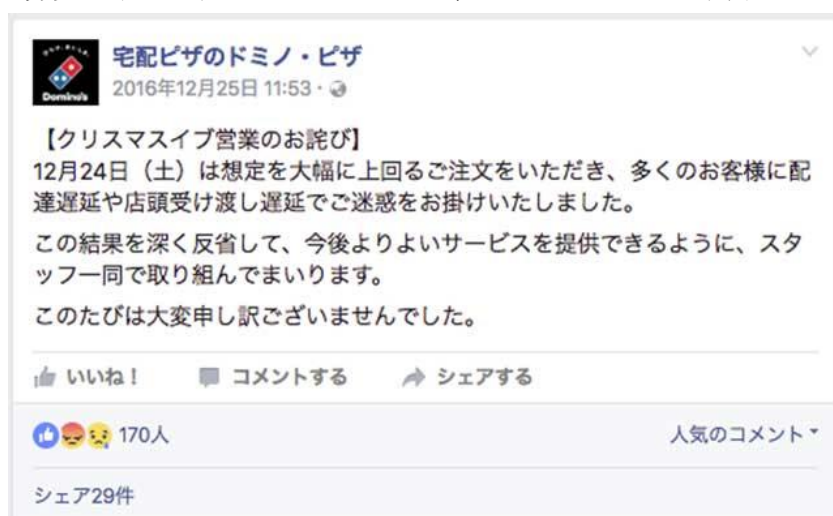 宅配ピザのドミノ・ピザ
2016年12月25日 11:53 ·
Domino's
【クリスマスイブ営業のお詫び】
12月24日（土）は想定を大幅に上回るご注文をいただき、多くのお客様に配
達遅延や店頭受け渡し遅延でご迷惑をお掛けいたしました。
この結果を深く反省して、今後よりよいサービスを提供できるように、スタ
ッフ一同で取り組んでまいります。
このたびは大変申し訳ございませんでした。
いいね！ コメントする シェアする
170人 人気のコメント
シェア29件